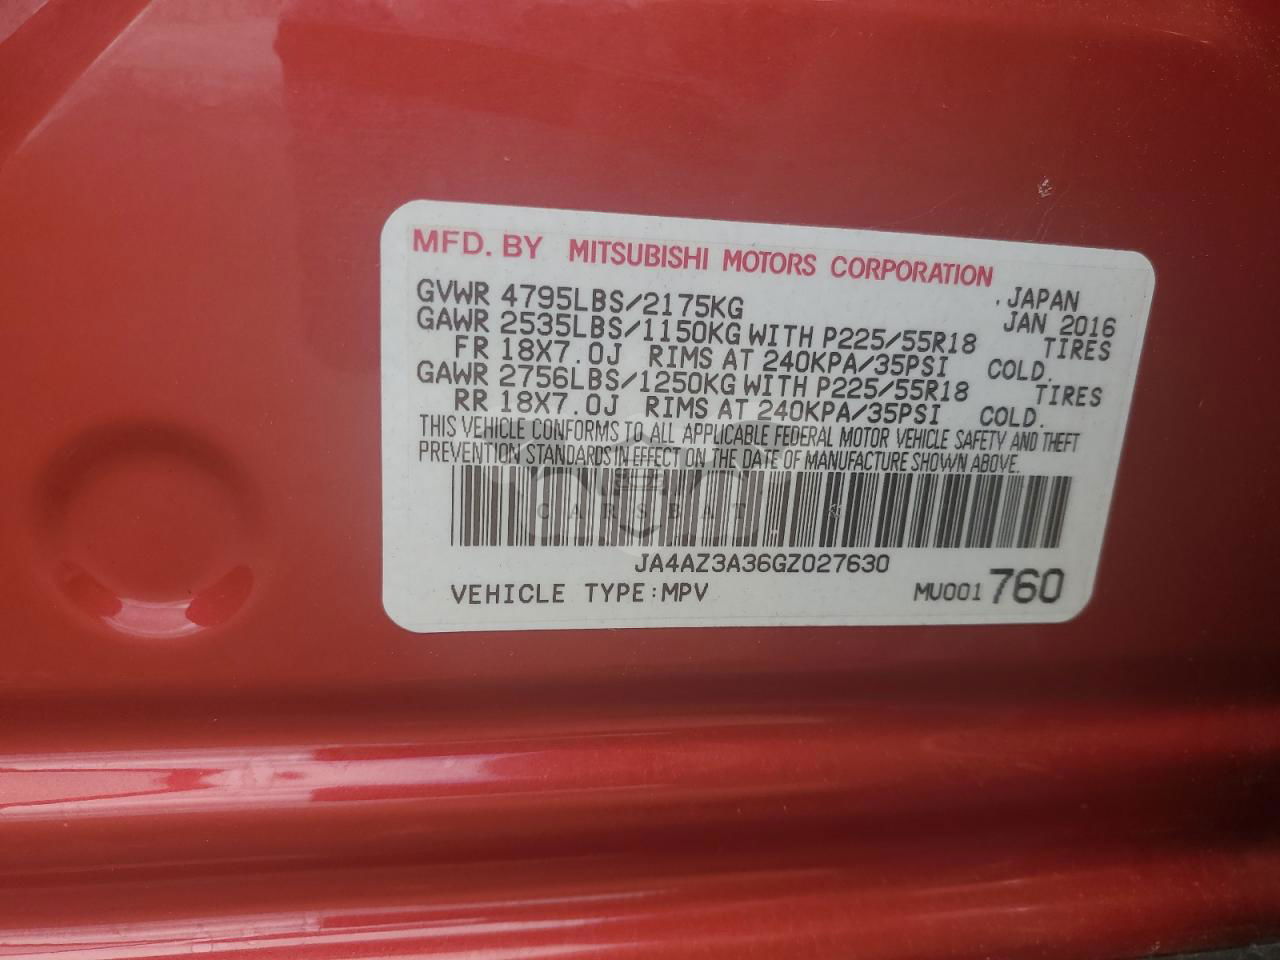 MFD. BY MITSUBISHI MOTORS CORPORATION
GVWR 4795LBS/2175KG . JAPAN
JAN 2016
GAWR 2535LBS/1150KG WITH P225/55R18 TIRES
FR 18X7.0J RIMS AT 240KPA/35PSI COLD.
GAWR 2756LBS/1250KG WITH P225/55R18 TIRES
RR 18X7.0J RIMS AT 240KPA/35PSI COLD.
THIS VEHICLE CONFORMS TO ALL APPLICABLE FEDERAL MOTOR VEHICLE SAFETY AND THEFT
PREVENTION STANDARDS IN EFFECT ON THE DATE OF MANUFACTURE SHOWN ABOVE.
CARSBAT
JA4AZ3A36GZ027630
VEHICLE TYPE:MPV MU001 760